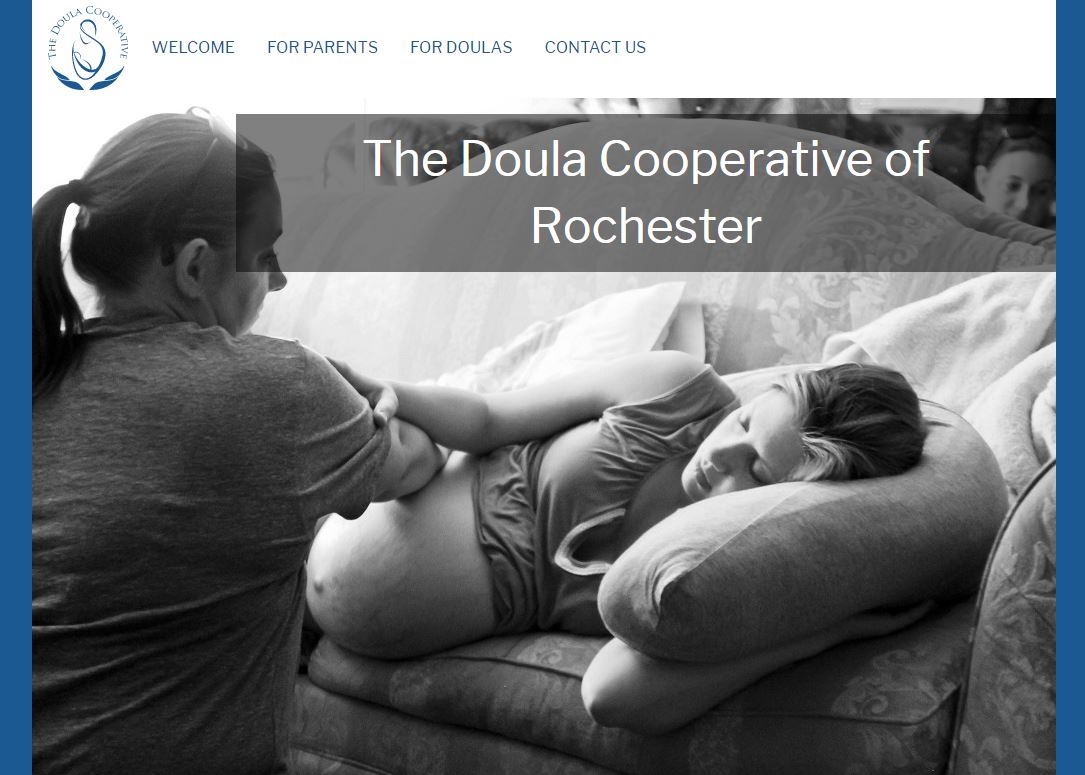 THE DOULA COOPERATIVE
WELCOME
FOR PARENTS
FOR DOULAS
CONTACT US
The Doula Cooperative of
Rochester